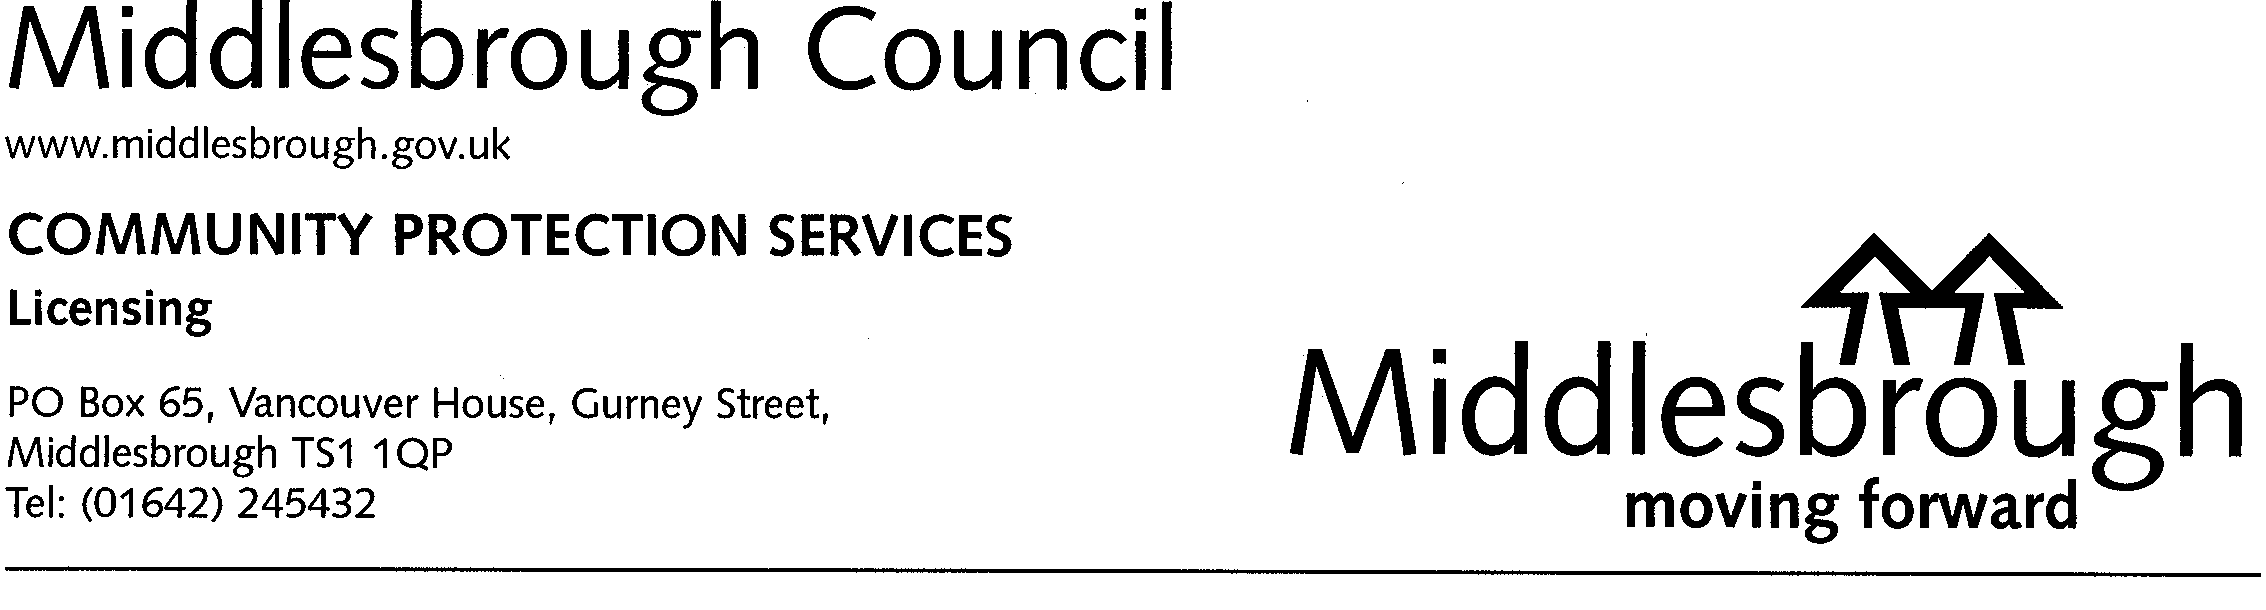 Middlesbrough Council
www.middlesbrough.gov.uk
COMMUNITY PROTECTION SERVICES
Licensing
PO Box 65, Vancouver House, Gurney Street,
Middlesbrough TS1 1QP
Tel: (01642) 245432
Middlesbrough
moving forward